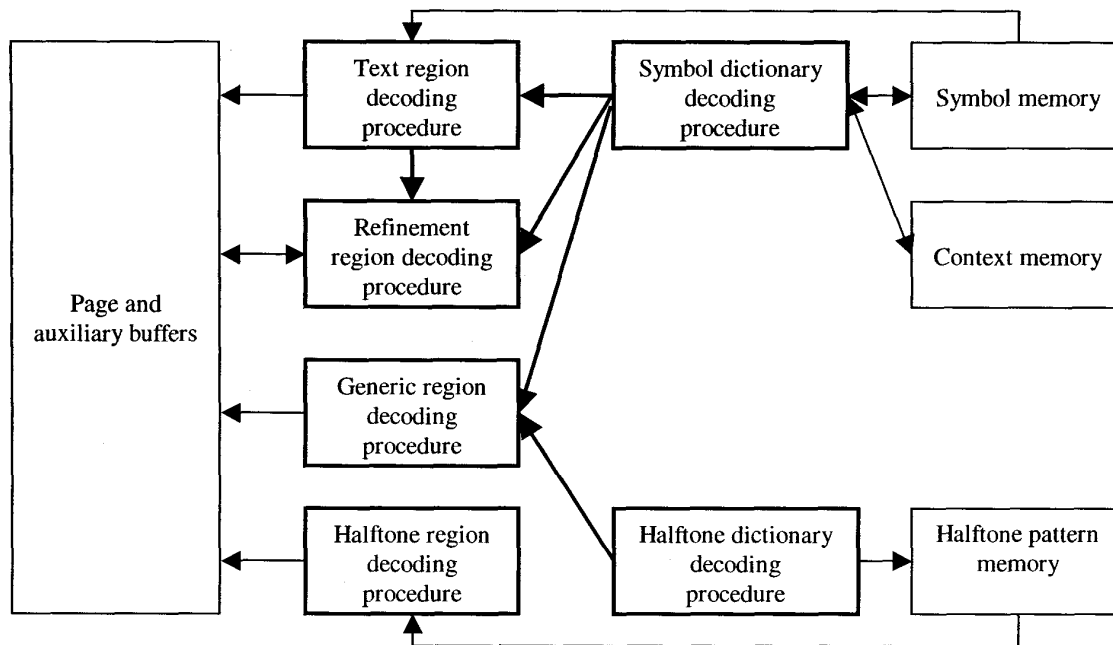 Text region
decoding
procedure
Symbol dictionary
decoding
procedure
Symbol memory
Refinement
region decoding
procedure
Context memory
Page and
auxiliary buffers
Generic region
decoding
procedure
Halftone region
decoding
procedure
Halftone dictionary
decoding
procedure
Halftone pattern
memory